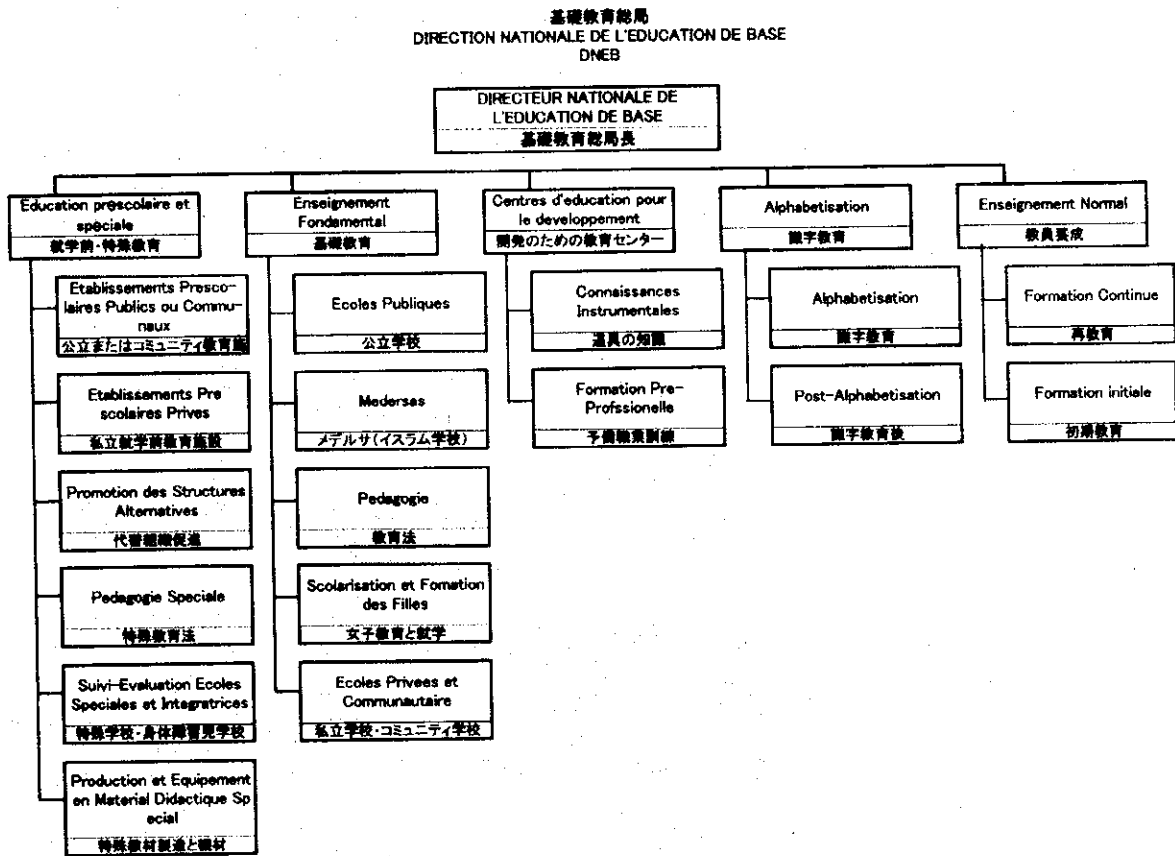 基礎教育総局
DIRECTION NATIONALE DE L'EDUCATION DE BASE
DNEB
DIRECTEUR NATIONALE DE
L'EDUCATION DE BASE
基礎教育総局長
Education prescolaire et
spéciale
就学前・特殊教育
Etablissements Presco-
laires Publics ou Commu-
naux
公立またはコミュニティ教育施
Etablissements Pre
scolaires Prives
私立就学前教育施設
Promotion des Structures
Alternatives
代替組織促進
Pedagogie Speciale
特殊教育法
Suivi-Evaluation Ecoles
Speciales et Integratrices
特殊学校・身体障害児学校
Production et Equipement
en Material Didactique Sp
ecial
特殊教材製造と機材
Enseignement
Fondamental
基礎教育
Ecoles Publiques
公立学校
Medersas
メデルサ(イスラム学校)
Pedagogie
教育法
Scolarisation et Fomation
des Filles
女子教育と就学
Ecoles Privees et
Communautaire
私立学校・コミュニティ学校
Centres d'education pour
le developpement
開発のための教育センター
Connaissances
Instrumentales
道具の知識
Formation Pre-
Profssionelle
予備職業訓練
Alphabetisation
識字教育
Alphabetisation
識字教育
Post-Alphabetisation
識字教育後
Enseignement Normal
教員養成
Formation Continue
再教育
Formation initiale
初期教育